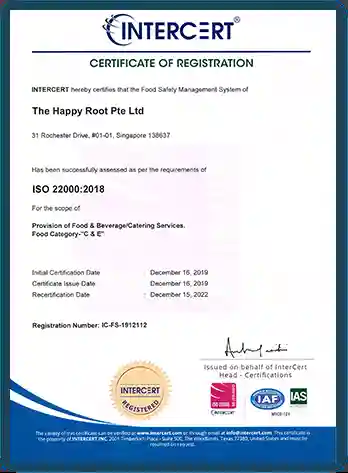 INTERCERT®
CERTIFICATE OF REGISTRATION
INTERCERT hereby certifies that the Food Safety Management System of
The Happy Root Pte Ltd
31 Rochester Drive, #01-01, Singapore 138637
Has been successfully assessed as per the requirements of
ISO 22000:2018
For the scope of
Provision of Food & Beverage/Catering Services.
Food Category-"C & E"
Initial Certification Date : December 16, 2019
Certificate Issue Date : December 16, 2019
Recertification Date : December 15, 2022
Registration Number: IC-FS-1912112
Issued on behalf of InterCert
Head - Certifications
INTERCERT
REGISTERED
IAF
IAS
The validity of this certificate can be verified at www.intercert.com or through email at info@intercert.com. This certificate is
the property of INTERCERT INC, 2001 Timberloch Place - Suite 500, The Woodlands, Texas 77380, United States and must be
returned on request.